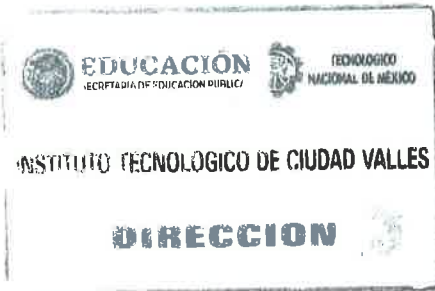 EDUCACIÓN
SECRETARÍA DE EDUCACIÓN PÚBLICA
TECNOLÓGICO
NACIONAL DE MÉXICO
INSTITUTO TECNOLÓGICO DE CIUDAD VALLES
DIRECCION